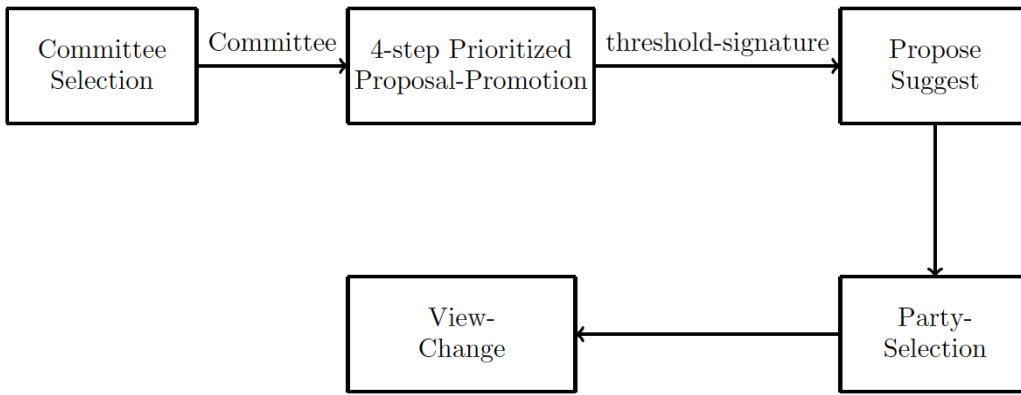 Committee
Selection
Committee
4-step Prioritized
Proposal-Promotion
threshold-signature
Propose
Suggest
View-
Change
Party-
Selection